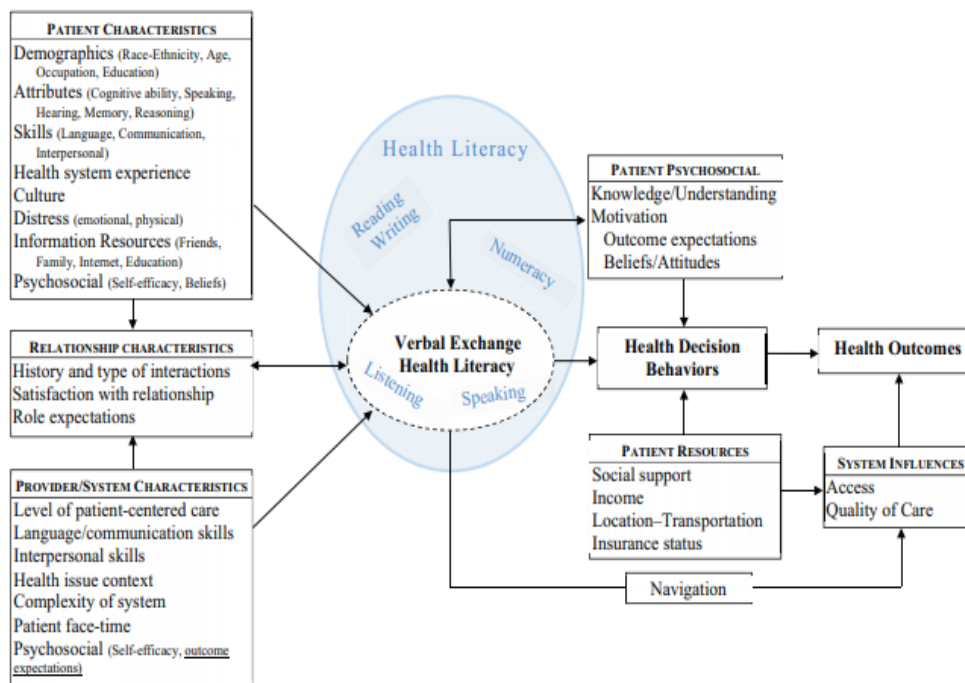 PATIENT CHARACTERISTICS
Demographics (Race-Ethnicity, Age,
Occupation, Education)
Attributes (Cognitive ability, Speaking,
Hearing, Memory, Reasoning)
Skills (Language, Communication,
Interpersonal)
Health system experience
Culture
Distress (emotional, physical)
Information Resources (Friends,
Family, Internet, Education)
Psychosocial (Self-efficacy, Beliefs)
RELATIONSHIP CHARACTERISTICS
History and type of interactions
Satisfaction with relationship
Role expectations
PROVIDER/SYSTEM CHARACTERISTICS
Level of patient-centered care
Language/communication skills
Interpersonal skills
Health issue context
Complexity of system
Patient face-time
Psychosocial (Self-efficacy, outcome
expectations)
Health Literacy
Reading
Writing
Numeracy
Verbal Exchange
Health Literacy
Listening
Speaking
PATIENT PSYCHOSOCIAL
Knowledge/Understanding
Motivation
Outcome expectations
Beliefs/Attitudes
Health Decision
Behaviors
Health Outcomes
PATIENT RESOURCES
Social support
Income
Location–Transportation
Insurance status
SYSTEM INFLUENCES
Access
Quality of Care
Navigation